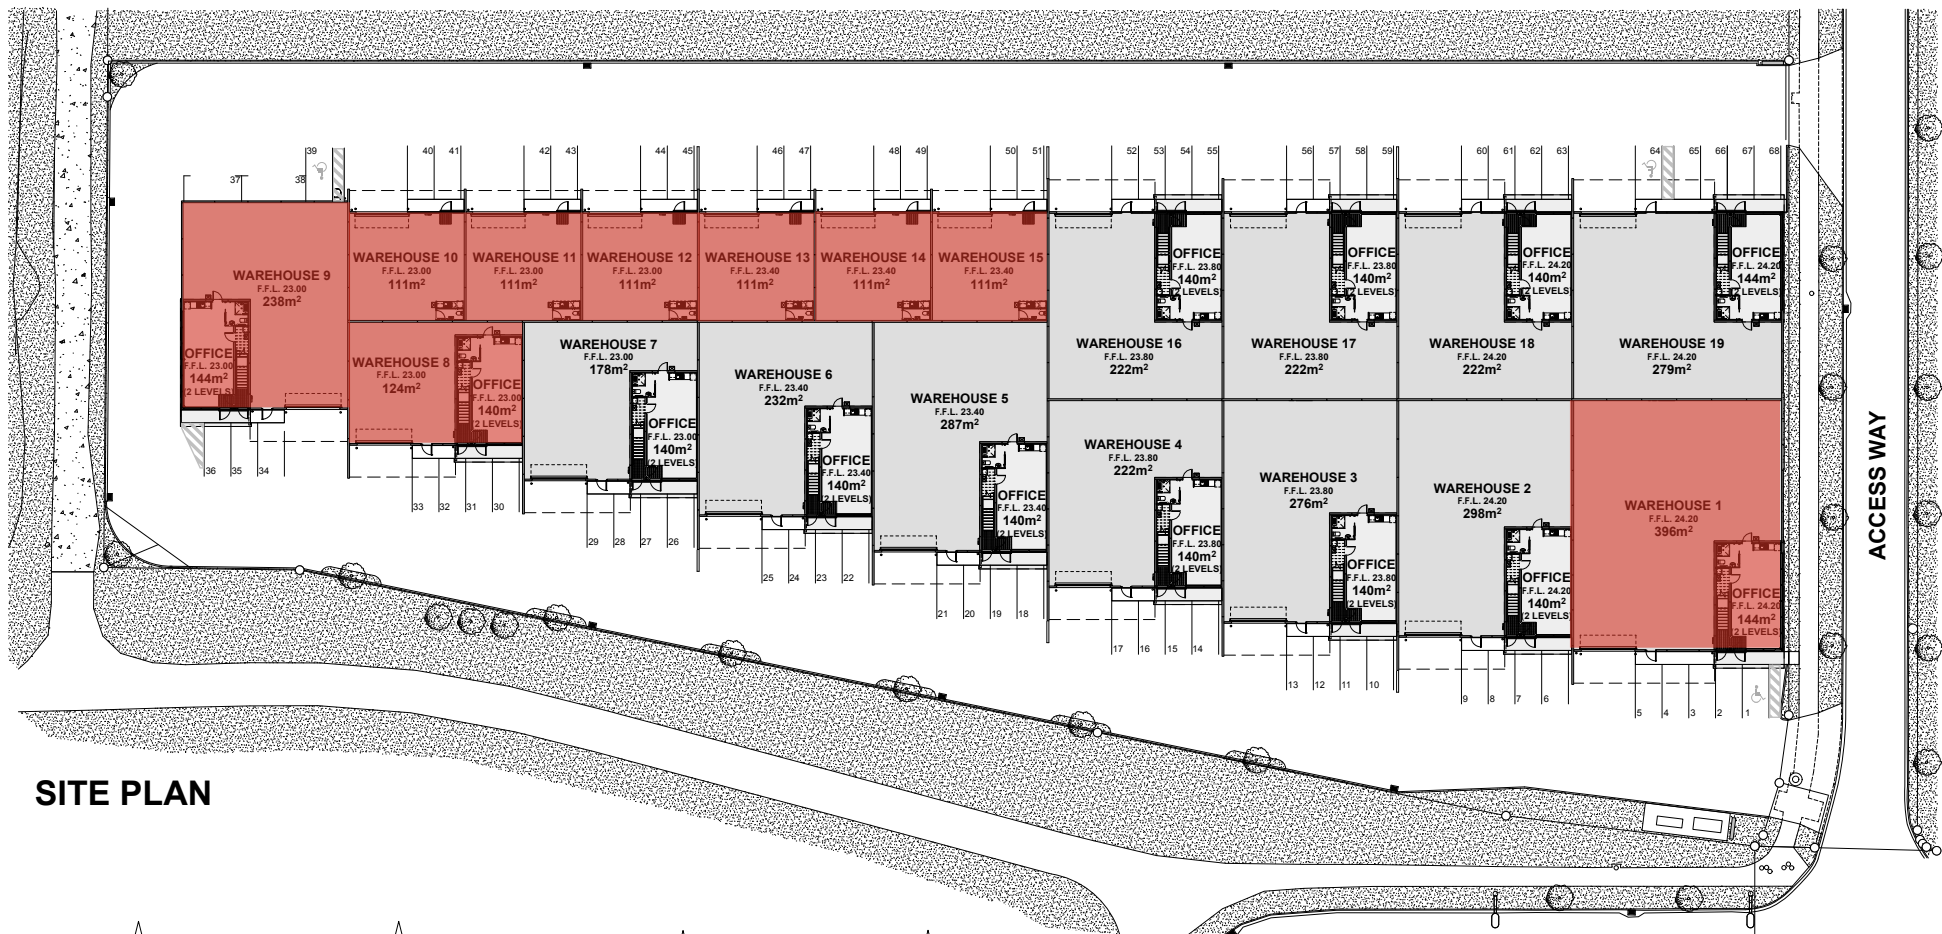 39
40
41
42
43
44
45
46
47
48
49
50
51
52
53
54
55
56
57
58
59
60
61
62
63
64
65
66
67
68
37
38
WAREHOUSE 9
F.F.L. 23.00
238m²
OFFICE
F.F.L. 23.00
144m²
(2 LEVELS)
WAREHOUSE 10
F.F.L. 23.00
111m²
WAREHOUSE 11
F.F.L. 23.00
111m²
WAREHOUSE 12
F.F.L. 23.00
111m²
WAREHOUSE 13
F.F.L. 23.40
111m²
WAREHOUSE 14
F.F.L. 23.40
111m²
WAREHOUSE 15
F.F.L. 23.40
111m²
WAREHOUSE 16
F.F.L. 23.80
222m²
OFFICE
F.F.L. 23.80
140m²
(2 LEVELS)
WAREHOUSE 17
F.F.L. 23.80
222m²
OFFICE
F.F.L. 23.80
140m²
(2 LEVELS)
WAREHOUSE 18
F.F.L. 24.20
222m²
OFFICE
F.F.L. 24.20
140m²
(2 LEVELS)
WAREHOUSE 19
F.F.L. 24.20
279m²
OFFICE
F.F.L. 24.20
144m²
(2 LEVELS)
WAREHOUSE 8
F.F.L. 23.00
124m²
OFFICE
F.F.L. 23.00
140m²
(2 LEVELS)
WAREHOUSE 7
F.F.L. 23.00
178m²
OFFICE
F.F.L. 23.00
140m²
(2 LEVELS)
WAREHOUSE 6
F.F.L. 23.40
232m²
OFFICE
F.F.L. 23.40
140m²
(2 LEVELS)
WAREHOUSE 5
F.F.L. 23.40
287m²
OFFICE
F.F.L. 23.40
140m²
(2 LEVELS)
WAREHOUSE 4
F.F.L. 23.80
222m²
OFFICE
F.F.L. 23.80
140m²
(2 LEVELS)
WAREHOUSE 3
F.F.L. 23.80
276m²
OFFICE
F.F.L. 23.80
140m²
(2 LEVELS)
WAREHOUSE 2
F.F.L. 24.20
298m²
OFFICE
F.F.L. 24.20
140m²
(2 LEVELS)
WAREHOUSE 1
F.F.L. 24.20
396m²
OFFICE
F.F.L. 24.20
144m²
(2 LEVELS)
ACCESS WAY
36
35
34
33
32
31
30
29
28
27
26
25
24
23
22
21
20
19
18
17
16
15
14
13
12
11
10
9
8
7
6
5
4
3
2
1
SITE PLAN